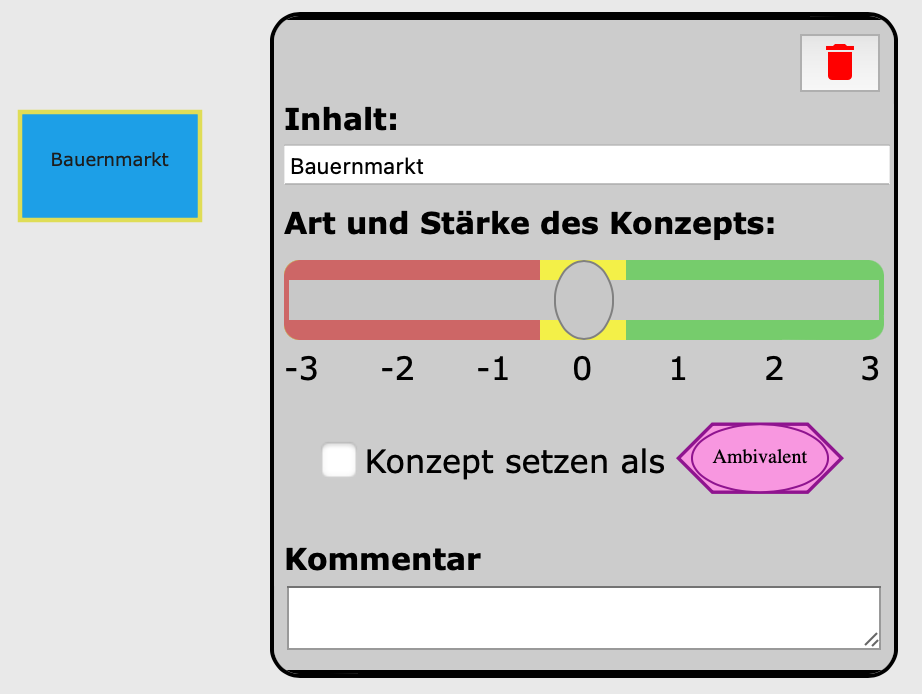 Bauernmarkt
Inhalt:
Bauernmarkt
Art und Stärke des Konzepts:
-3 -2 -1 0 1 2 3
Konzept setzen als Ambivalent
Kommentar